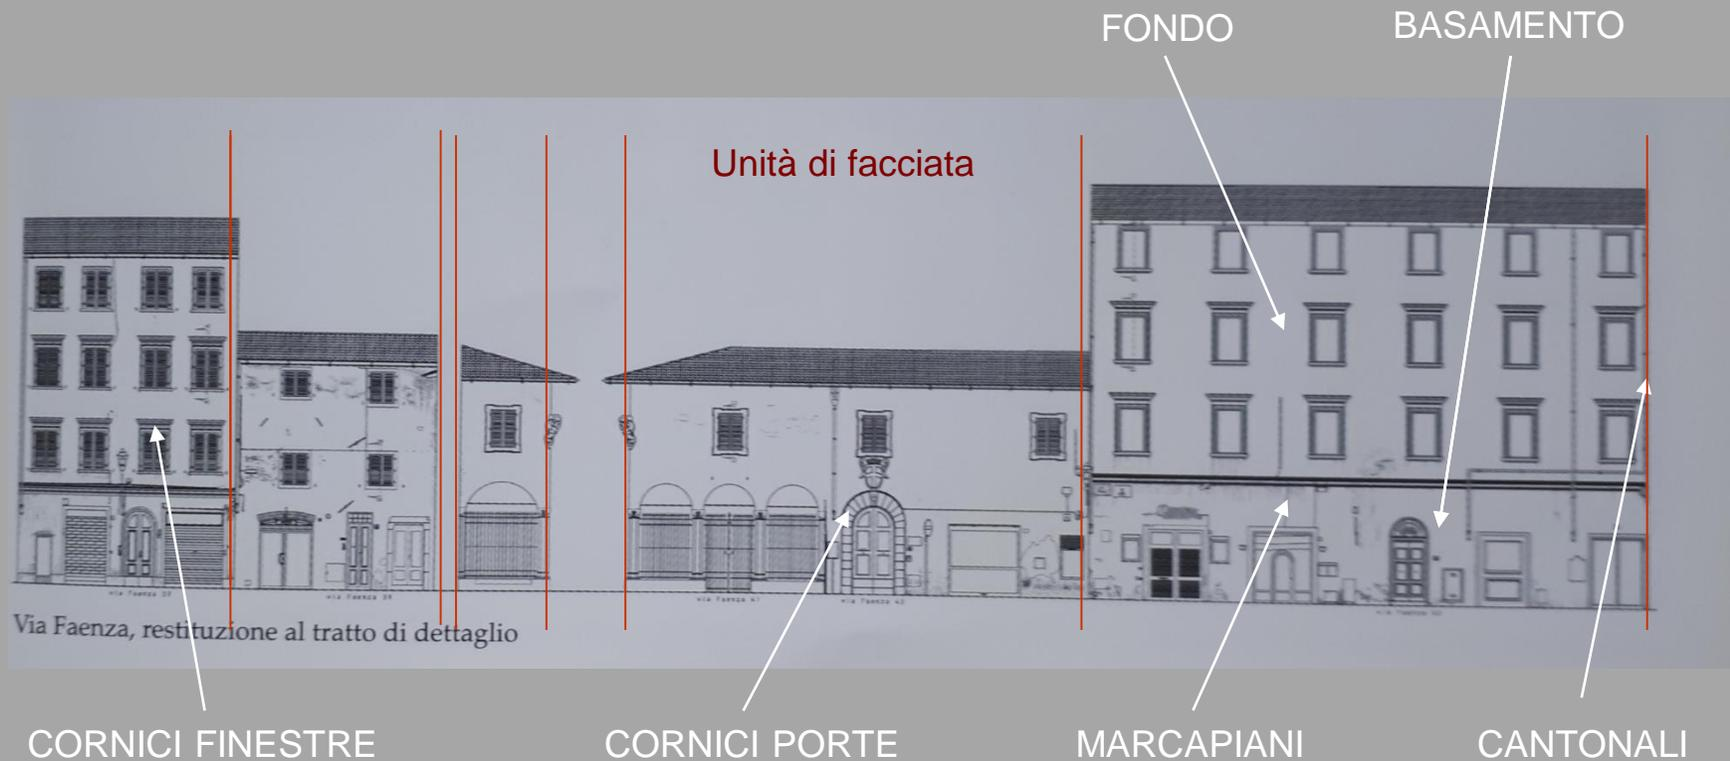 FONDO
BASAMENTO
Unità di facciata
Via Faenza, restituzione al tratto di dettaglio
CORNICI FINESTRE
CORNICI PORTE
MARCAPIANI
CANTONALI